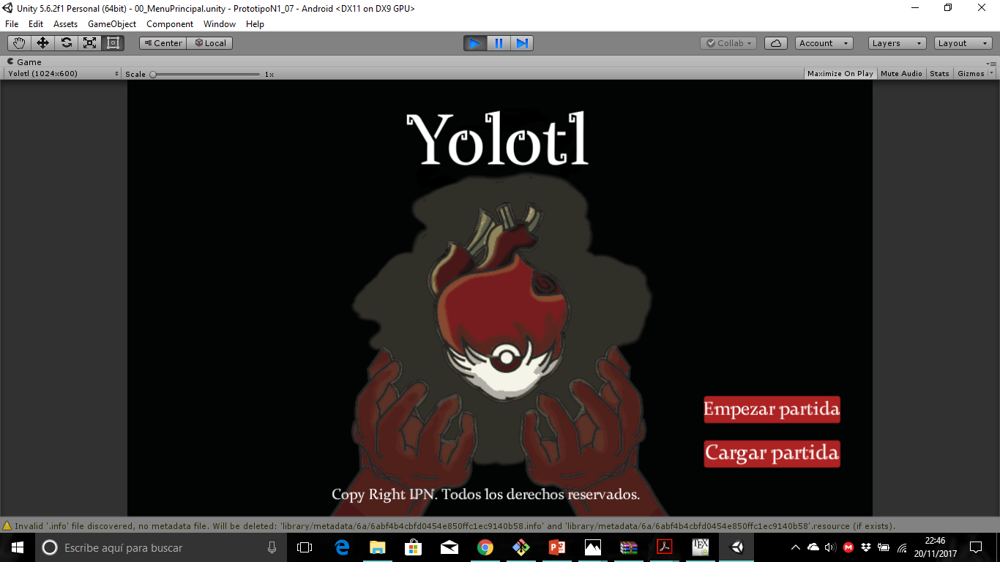 Unity 5.6.2f1 Personal (64bit) - 00_MenuPrincipal.unity - PrototipoN1_07 - Android <DX11 on DX9 GPU>
File Edit Assets GameObject Component Window Help
Center Local Collab Account Layers Layout
Game
Yolotl (1024x600) Scale 1x Maximize On Play Mute Audio Stats Gizmos
Yolotl
Empezar partida
Cargar partida
Copy Right IPN. Todos los derechos reservados.
Invalid '.info' file discovered, no metadata file. Will be deleted: 'library/metadata/6a/6abf4b4cbfd0454e850ffc1ec9140b58.info' and 'library/metadata/6a/6abf4b4cbfd0454e850ffc1ec9140b58'.resource (if exists).
Escribe aquí para buscar
22:46
20/11/2017